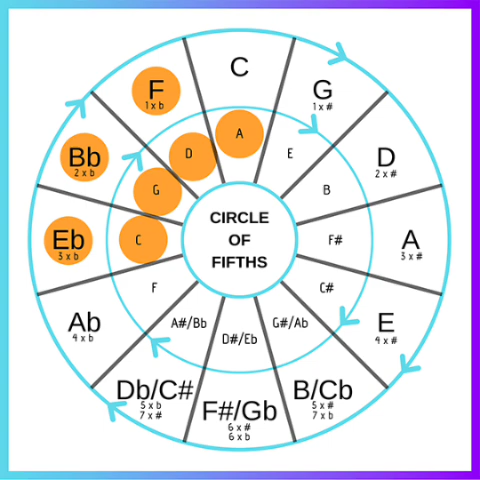 C
G
1 x #
D
2 x #
A
3 x #
E
4 x #
B/Cb
5 x #
7 x b
F#/Gb
6 x #
6 x b
Db/C#
5 x b
7 x #
Ab
4 x b
Eb
3 x b
Bb
2 x b
F
1 x b
A
E
B
F#
C#
G#/Ab
D#/Eb
A#/Bb
F
C
G
D
CIRCLE
OF
FIFTHS